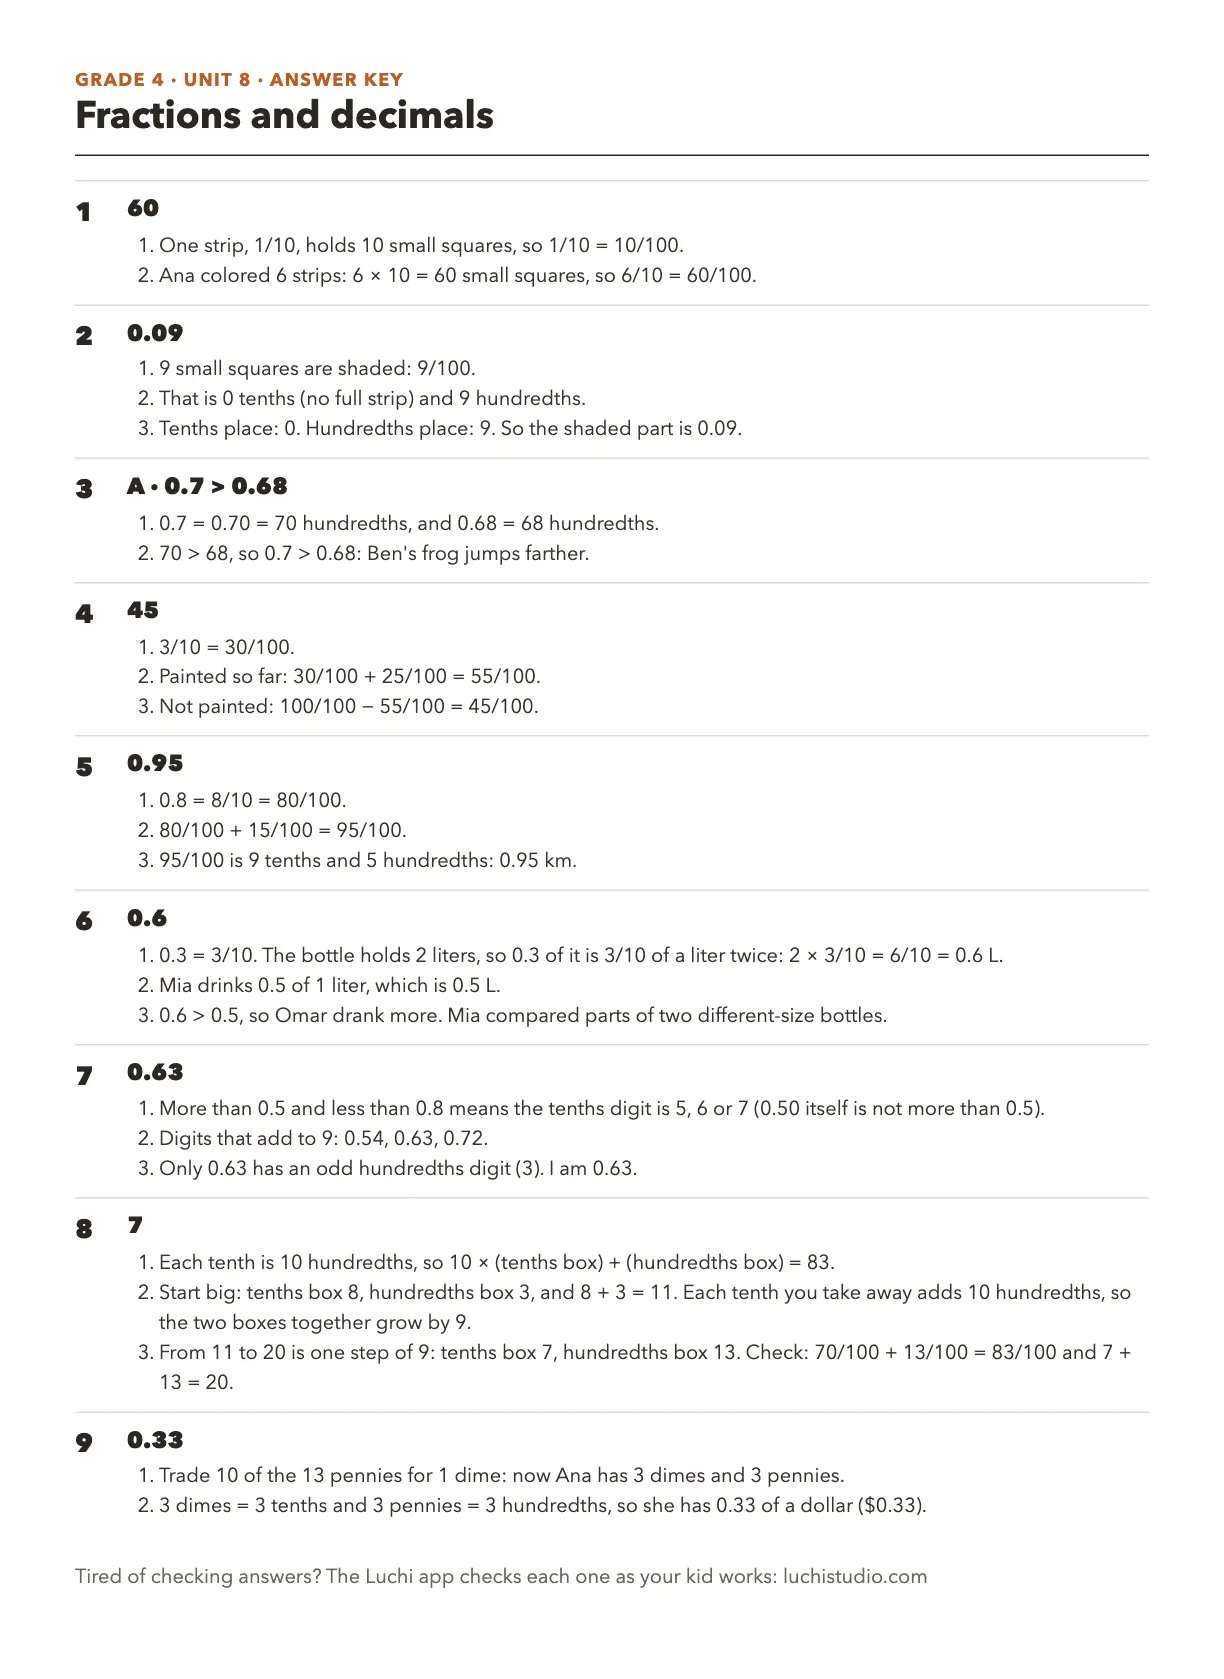 GRADE 4 · UNIT 8 · ANSWER KEY
Fractions and decimals
1 60
1. One strip, 1/10, holds 10 small squares, so 1/10 = 10/100.
2. Ana colored 6 strips: 6 × 10 = 60 small squares, so 6/10 = 60/100.
2 0.09
1. 9 small squares are shaded: 9/100.
2. That is 0 tenths (no full strip) and 9 hundredths.
3. Tenths place: 0. Hundredths place: 9. So the shaded part is 0.09.
3 A · 0.7 > 0.68
1. 0.7 = 0.70 = 70 hundredths, and 0.68 = 68 hundredths.
2. 70 > 68, so 0.7 > 0.68: Ben's frog jumps farther.
4 45
1. 3/10 = 30/100.
2. Painted so far: 30/100 + 25/100 = 55/100.
3. Not painted: 100/100 − 55/100 = 45/100.
5 0.95
1. 0.8 = 8/10 = 80/100.
2. 80/100 + 15/100 = 95/100.
3. 95/100 is 9 tenths and 5 hundredths: 0.95 km.
6 0.6
1. 0.3 = 3/10. The bottle holds 2 liters, so 0.3 of it is 3/10 of a liter twice: 2 × 3/10 = 6/10 = 0.6 L.
2. Mia drinks 0.5 of 1 liter, which is 0.5 L.
3. 0.6 > 0.5, so Omar drank more. Mia compared parts of two different-size bottles.
7 0.63
1. More than 0.5 and less than 0.8 means the tenths digit is 5, 6 or 7 (0.50 itself is not more than 0.5).
2. Digits that add to 9: 0.54, 0.63, 0.72.
3. Only 0.63 has an odd hundredths digit (3). I am 0.63.
8 7
1. Each tenth is 10 hundredths, so 10 × (tenths box) + (hundredths box) = 83.
2. Start big: tenths box 8, hundredths box 3, and 8 + 3 = 11. Each tenth you take away adds 10 hundredths, so
the two boxes together grow by 9.
3. From 11 to 20 is one step of 9: tenths box 7, hundredths box 13. Check: 70/100 + 13/100 = 83/100 and 7 +
13 = 20.
9 0.33
1. Trade 10 of the 13 pennies for 1 dime: now Ana has 3 dimes and 3 pennies.
2. 3 dimes = 3 tenths and 3 pennies = 3 hundredths, so she has 0.33 of a dollar ($0.33).
Tired of checking answers? The Luchi app checks each one as your kid works: luchistudio.com